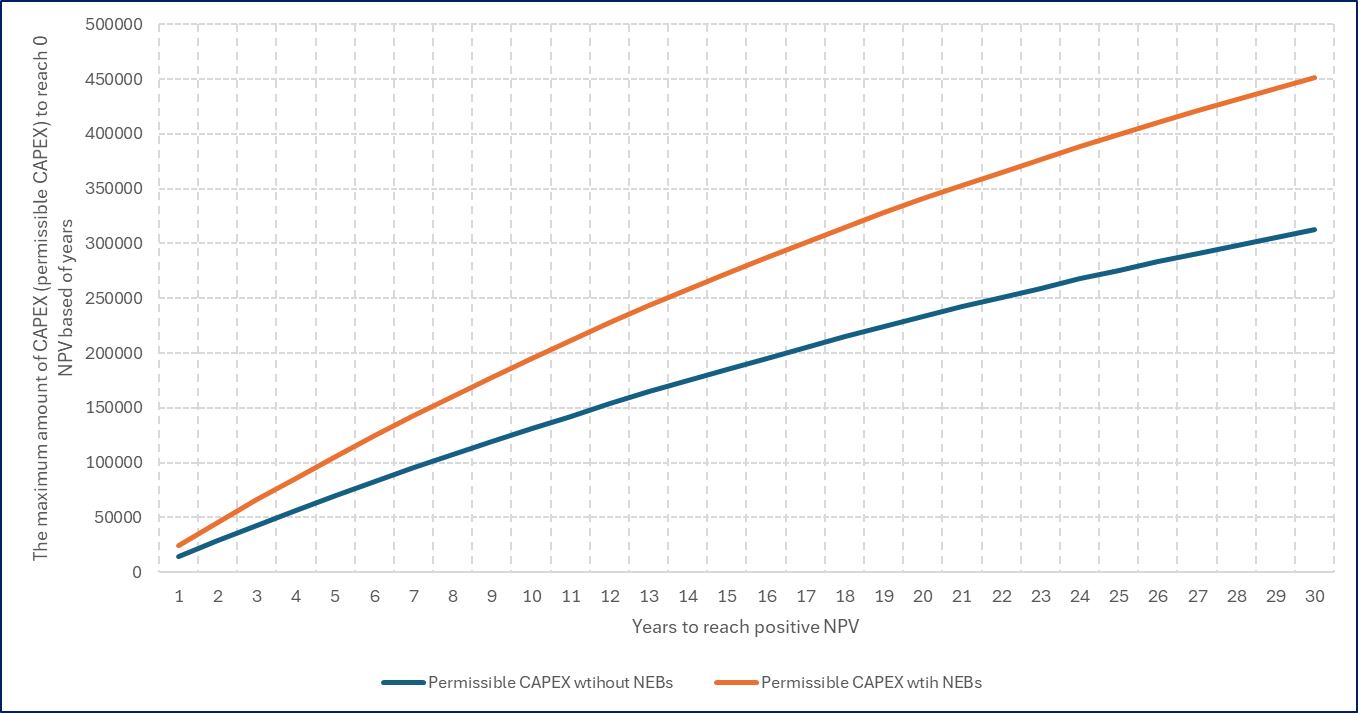 The maximum amount of CAPEX (permissible CAPEX) to reach 0
NPV based of years
500000
450000
400000
350000
300000
250000
200000
150000
100000
50000
0
1 2 3 4 5 6 7 8 9 10 11 12 13 14 15 16 17 18 19 20 21 22 23 24 25 26 27 28 29 30
Years to reach positive NPV
Permissible CAPEX wtihout NEBs
Permissible CAPEX wtih NEBs